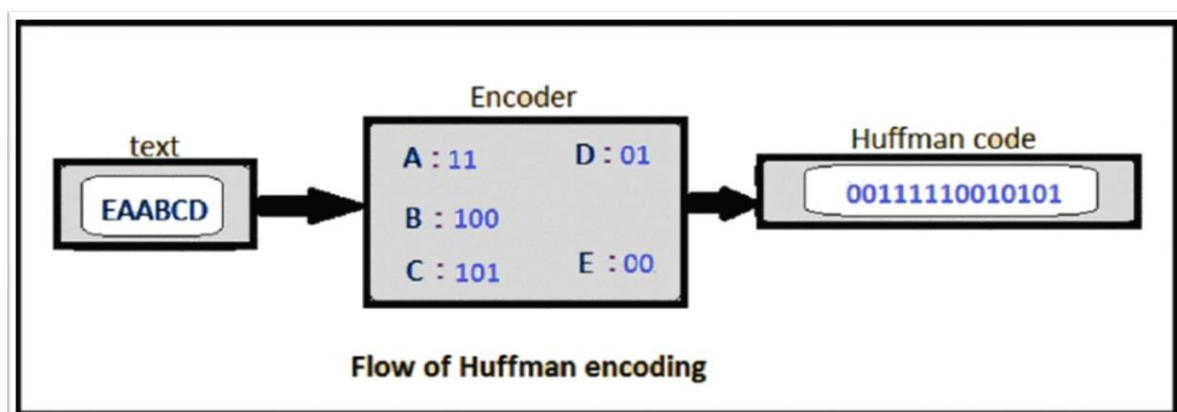 Encoder
text
Huffman code
A : 11
D : 01
EAABCD
00111110010101
B : 100
C : 101
E : 00
Flow of Huffman encoding